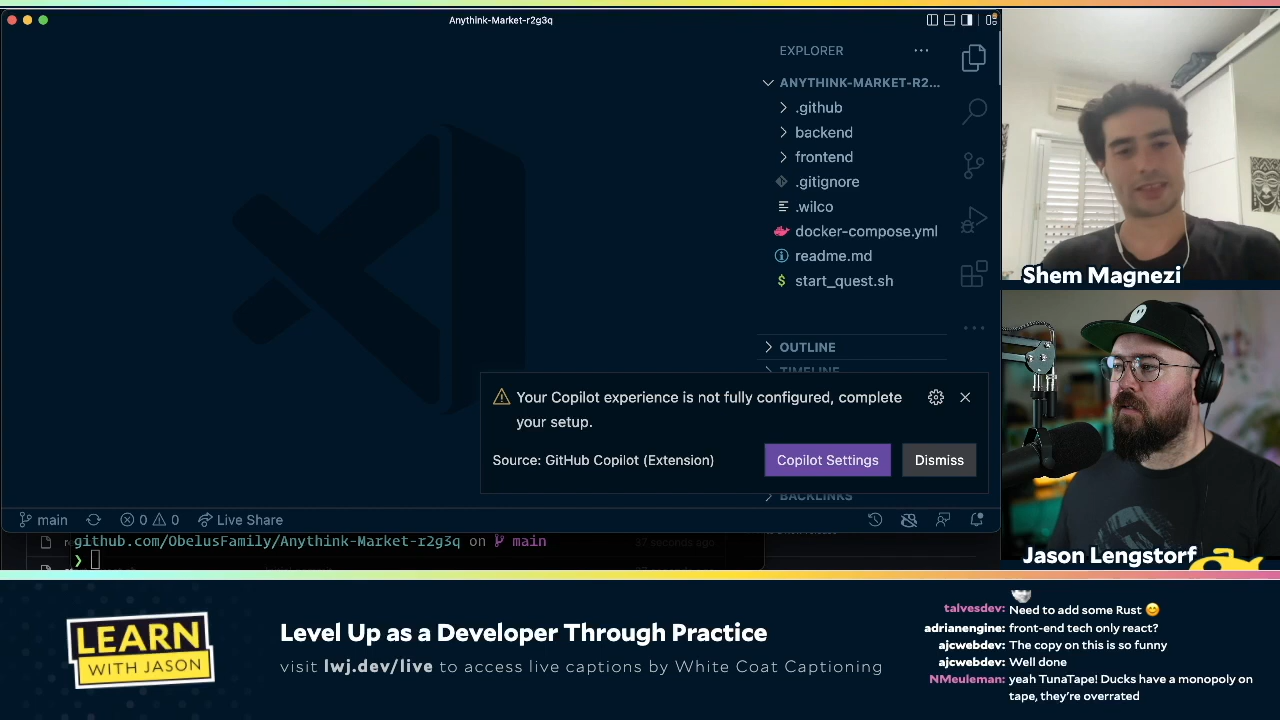 Anythink-Market-r2g3q
EXPLORER
ANYTHINK-MARKET-R2...
.github
backend
frontend
.gitignore
.wilco
docker-compose.yml
readme.md
start_quest.sh
OUTLINE
TIMELINE
Your Copilot experience is not fully configured, complete
your setup.
Source: GitHub Copilot (Extension)
Copilot Settings
Dismiss
BACKLINKS
main
0 0
Live Share
github.com/ObelusFamily/Anythink-Market-r2g3q on main
37 seconds ago
Shem Magnezi
Jason Lengstorf
LEARN
WITH JASON
Level Up as a Developer Through Practice
visit lwj.dev/live to access live captions by White Coat Captioning
talvesdev: Need to add some Rust 😊
adrianengine: front-end tech only react?
ajcwebdev: The copy on this is so funny
ajcwebdev: Well done
NMeuleman: yeah TunaTape! Ducks have a monopoly on
tape, they're overrated